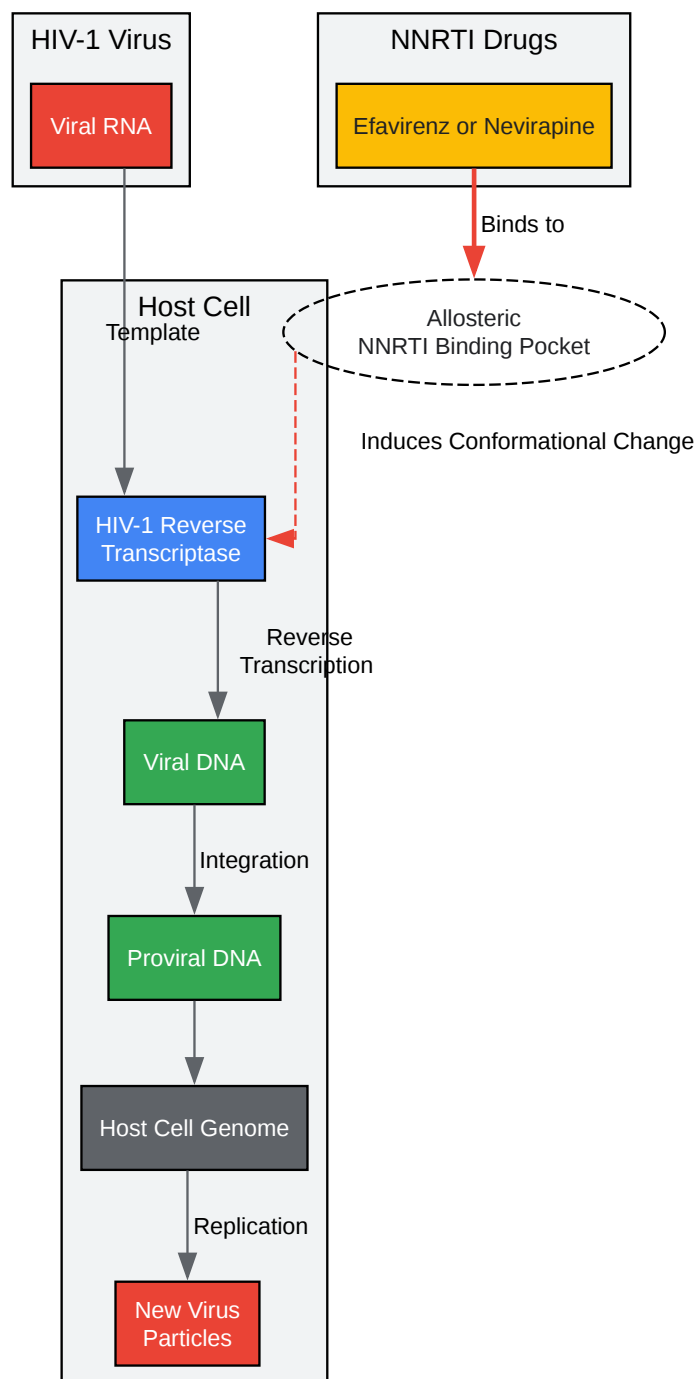 HIV-1 Virus
NNRTI Drugs
Viral RNA
Efavirenz or Nevirapine
Binds to
Host Cell
Template
Allosteric
NNRTI Binding Pocket
Induces Conformational Change
HIV-1 Reverse
Transcriptase
Reverse
Transcription
Viral DNA
Integration
Proviral DNA
Host Cell Genome
Replication
New Virus
Particles